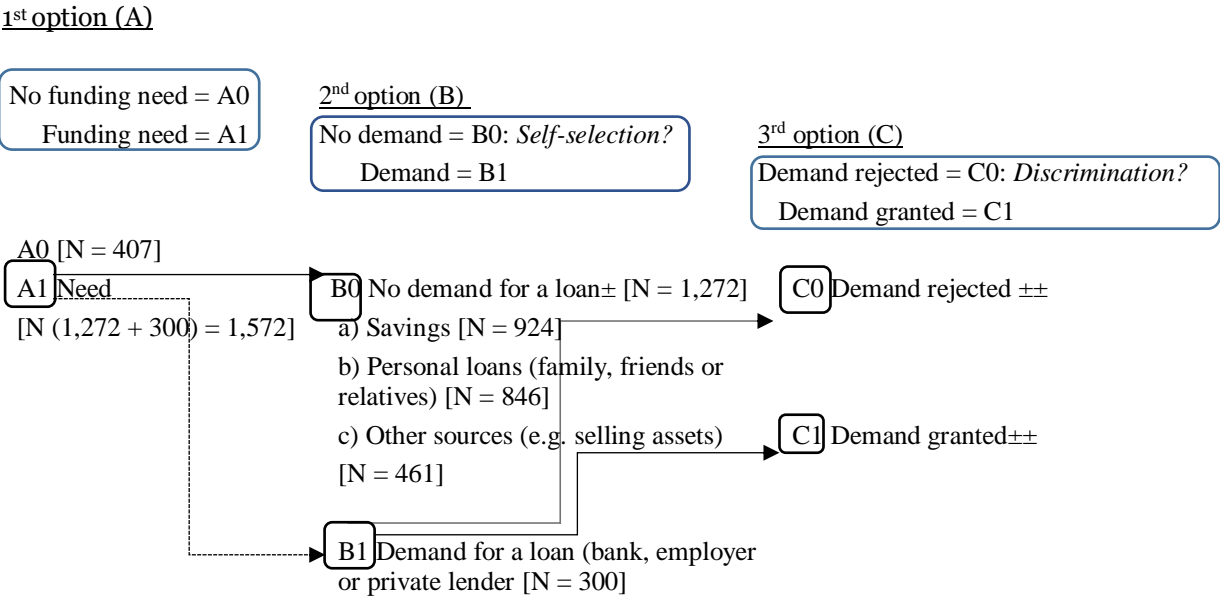 1st option (A)
No funding need = A0
Funding need = A1
2nd option (B)
No demand = B0: Self-selection?
Demand = B1
3rd option (C)
Demand rejected = C0: Discrimination?
Demand granted = C1
A0 [N = 407]
A1 Need
[N (1,272 + 300) = 1,572]
B0 No demand for a loan± [N = 1,272]
a) Savings [N = 924]
b) Personal loans (family, friends or
relatives) [N = 846]
c) Other sources (e.g. selling assets)
[N = 461]
B1 Demand for a loan (bank, employer
or private lender [N = 300]
C0 Demand rejected ±±
C1 Demand granted±±